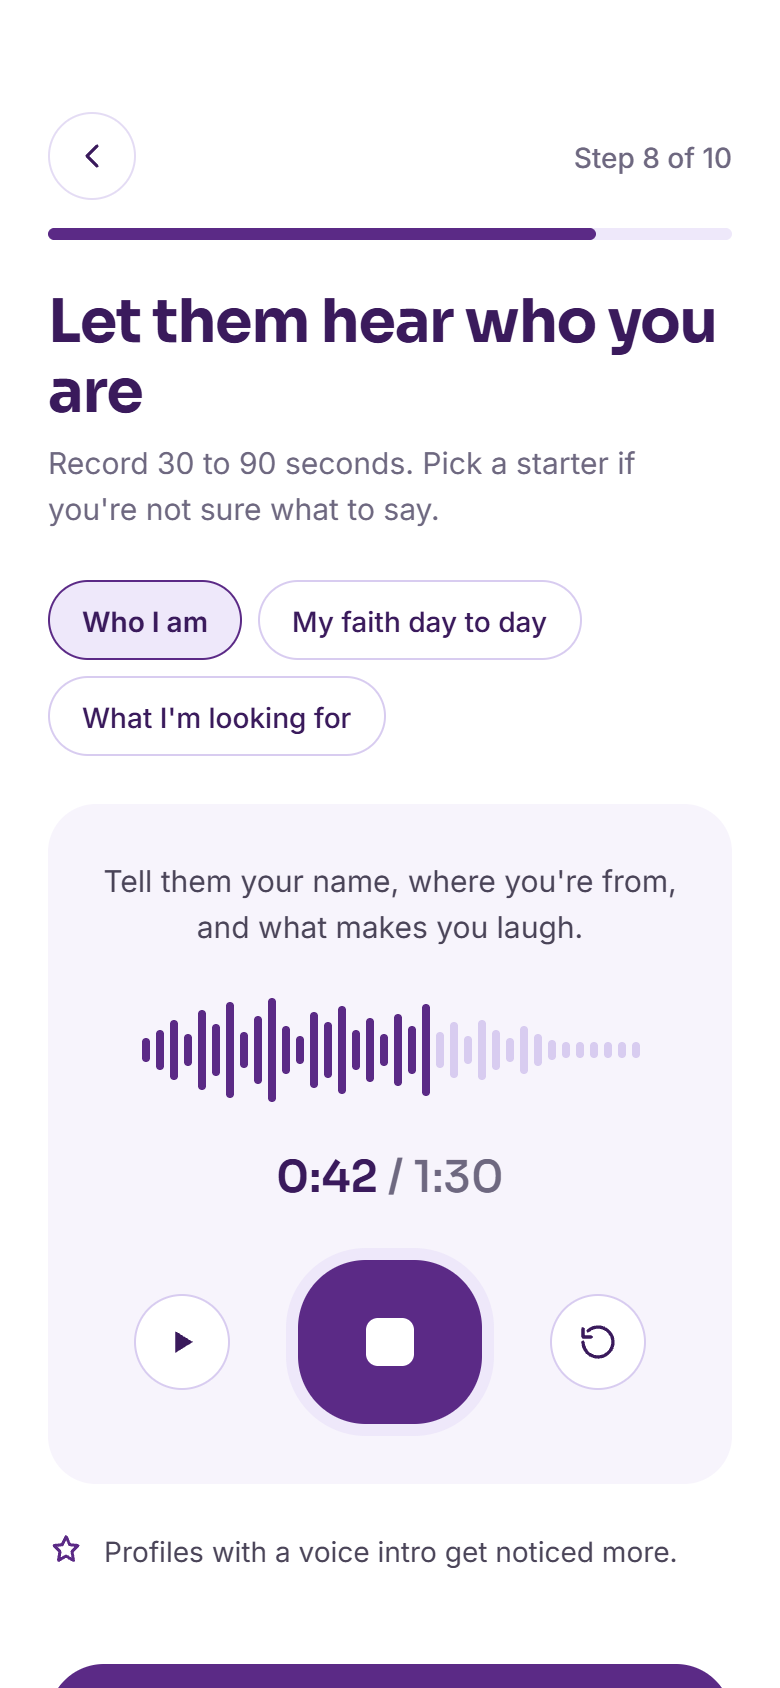 Step 8 of 10
Let them hear who you
are
Record 30 to 90 seconds. Pick a starter if
you're not sure what to say.
Who I am
My faith day to day
What I'm looking for
Tell them your name, where you're from,
and what makes you laugh.
0:42 / 1:30
Profiles with a voice intro get noticed more.